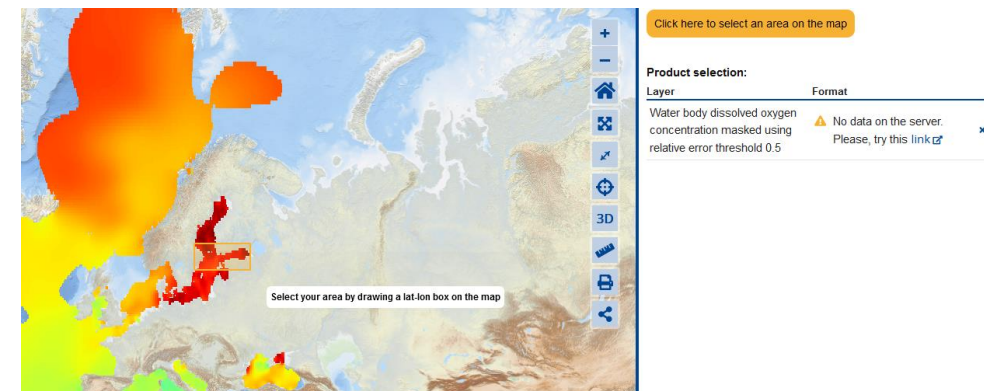 Click here to select an area on the map
Product selection:
Layer Format
Water body dissolved oxygen
concentration masked using
relative error threshold 0.5
No data on the server.
Please, try this link
+
−
3D
Select your area by drawing a lat-lon box on the map